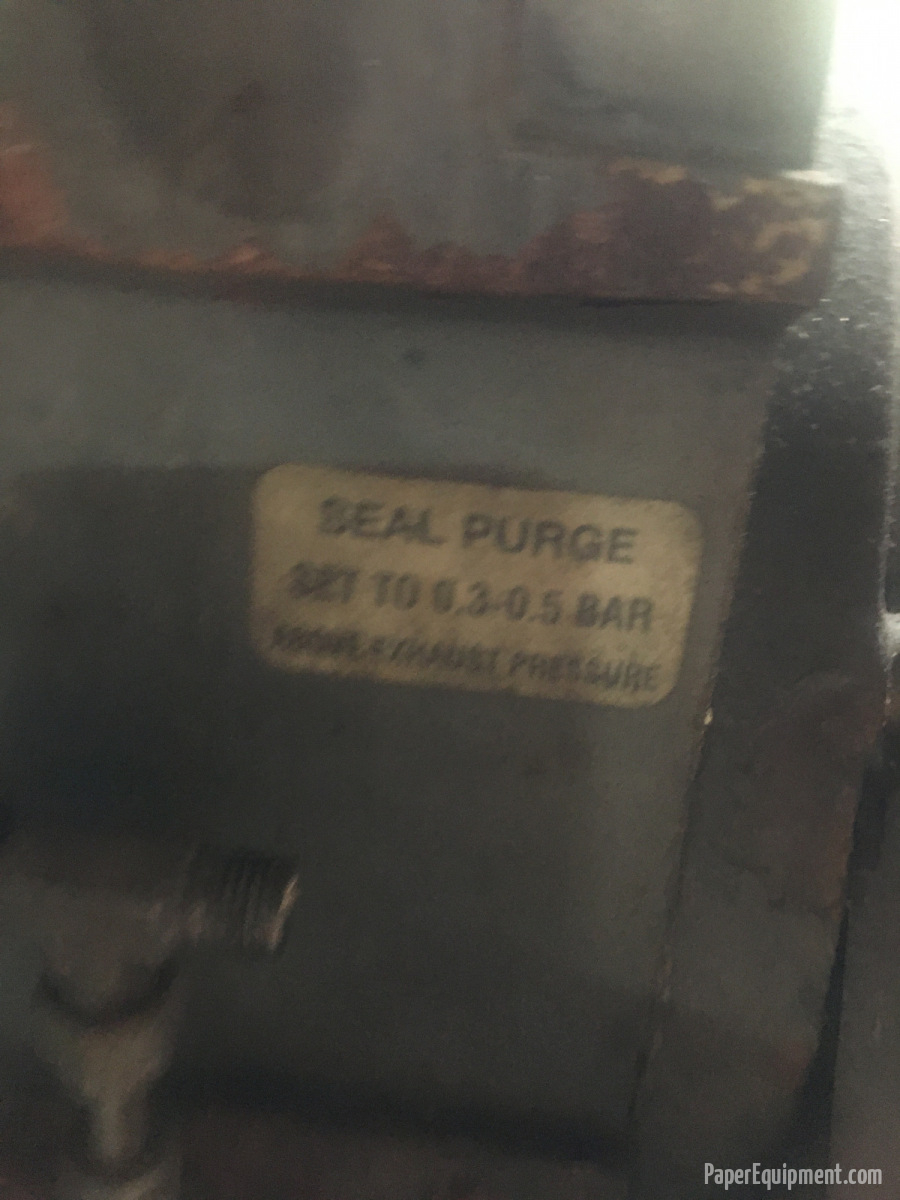 SEAL PURGE
SET TO 0.3-0.5 BAR
ABOVE EXHAUST PRESSURE
PaperEquipment.com